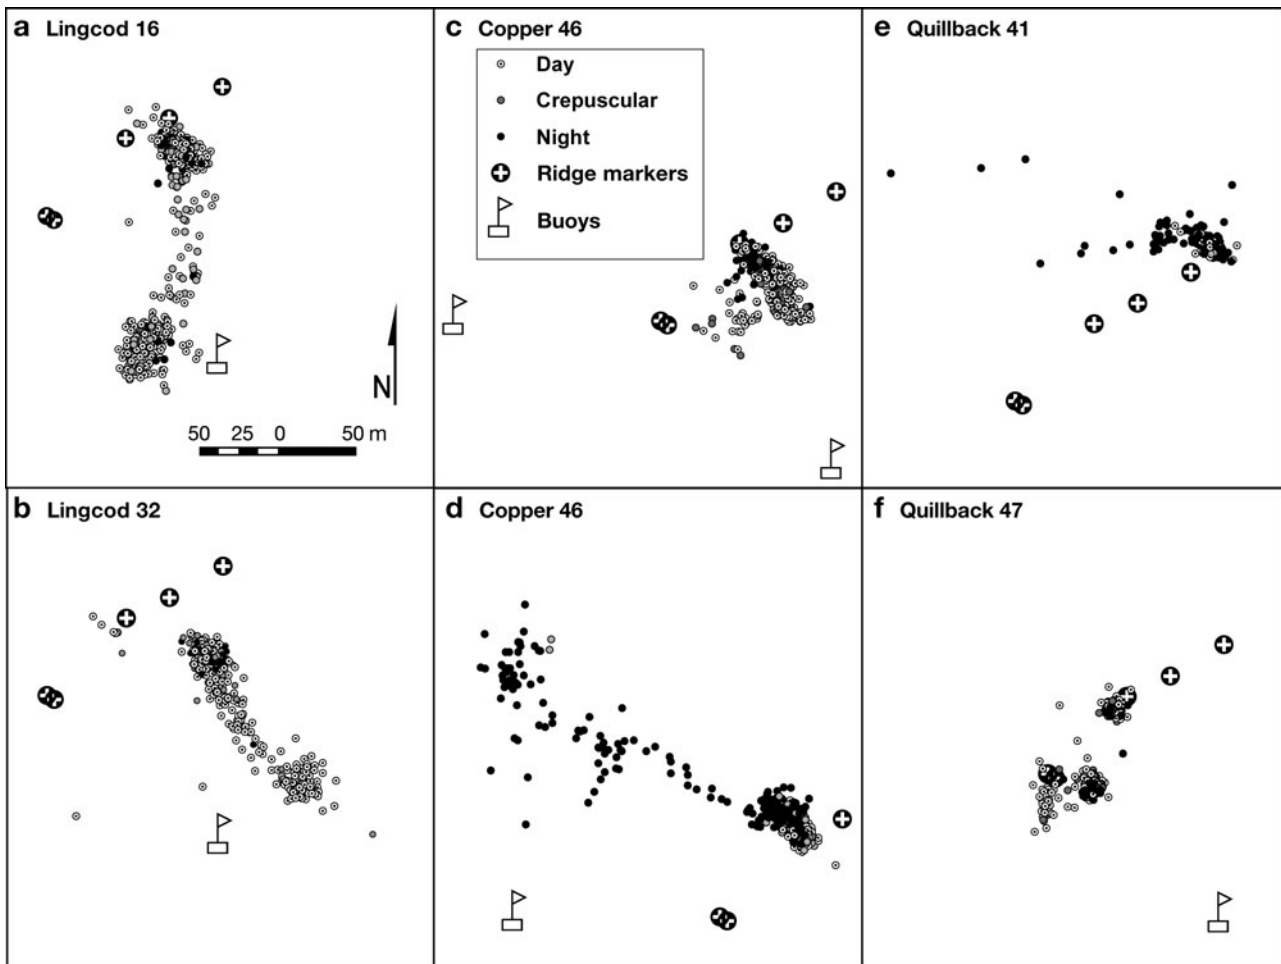 a Lingcod 16
c Copper 46
e Quillback 41
Day
Crepuscular
Night
Ridge markers
Buoys
N
50 25 0 50 m
b Lingcod 32
d Copper 46
f Quillback 47